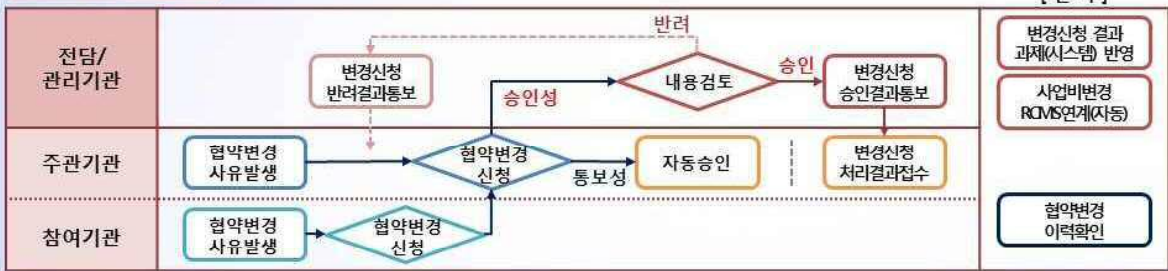 전담/
관리기관
반려
변경신청
반려결과통보
승인성
내용검토
승인
변경신청
승인결과통보
변경신청 결과
과제(시스템) 반영
사업비변경
RCMS연계(자동)
주관기관
협약변경
사유발생
협약변경
신청
통보성
자동승인
변경신청
처리결과접수
참여기관
협약변경
사유발생
협약변경
신청
협약변경
이력확인